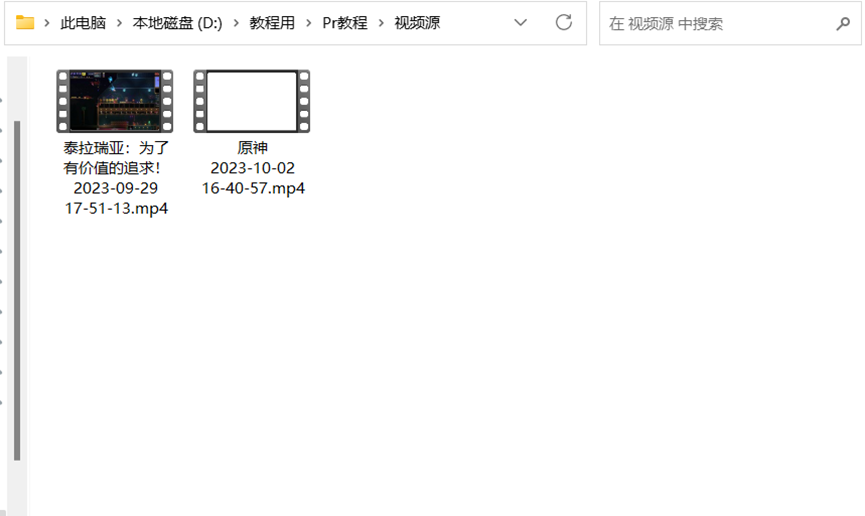 此电脑 > 本地磁盘 (D:) > 教程用 > Pr教程 > 视频源
在 视频源 中搜索
泰拉瑞亚：为了
有价值的追求！
2023-09-29
17-51-13.mp4
原神
2023-10-02
16-40-57.mp4